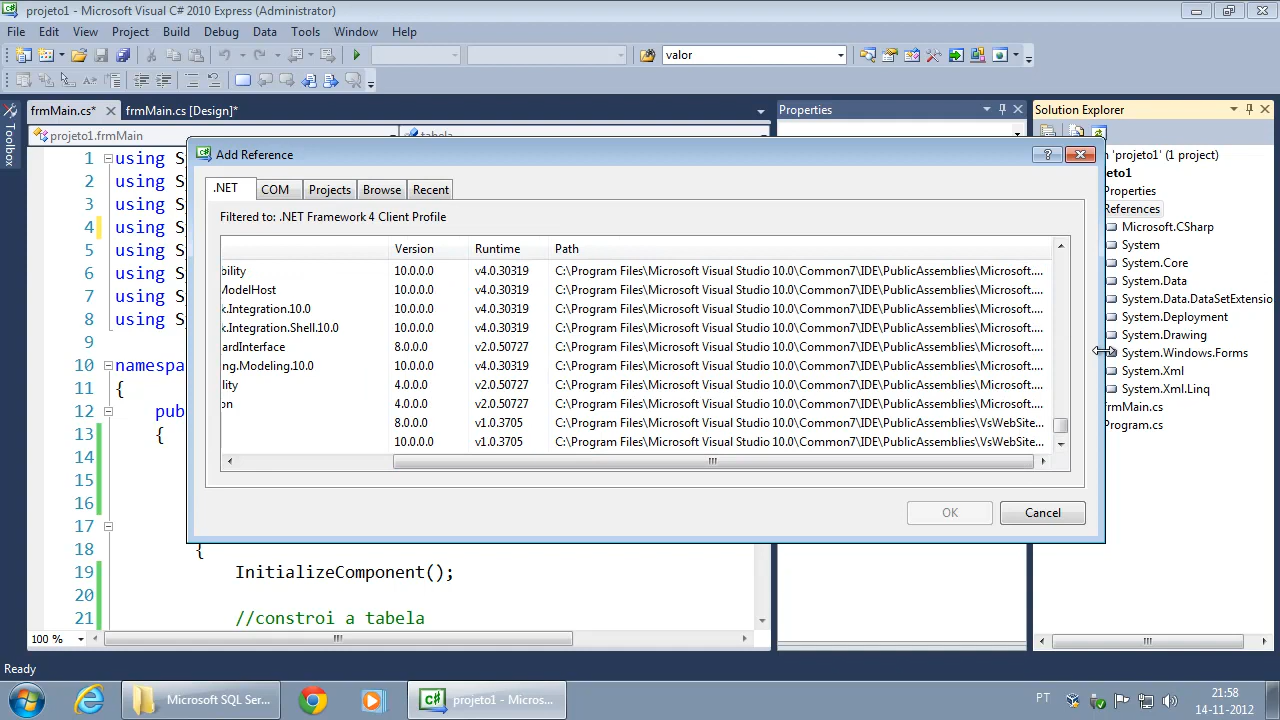 projeto1 - Microsoft Visual C# 2010 Express (Administrator)
File Edit View Project Build Debug Data Tools Window Help
valor
frmMain.cs* frmMain.cs [Design]*
projeto1.frmMain tabela
Toolbox
Properties
Solution Explorer
'projeto1' (1 project)
Properties
References
Microsoft.CSharp
System
System.Core
System.Data
System.Data.DataSetExtensio
System.Deployment
System.Drawing
System.Windows.Forms
System.Xml
System.Xml.Linq
frmMain.cs
Program.cs
Add Reference
.NET COM Projects Browse Recent
Filtered to: .NET Framework 4 Client Profile
Version Runtime Path
bility 10.0.0.0 v4.0.30319 C:\Program Files\Microsoft Visual Studio 10.0\Common7\IDE\PublicAssemblies\Microsoft....
ModelHost 10.0.0.0 v4.0.30319 C:\Program Files\Microsoft Visual Studio 10.0\Common7\IDE\PublicAssemblies\Microsoft....
k.Integration.10.0 10.0.0.0 v4.0.30319 C:\Program Files\Microsoft Visual Studio 10.0\Common7\IDE\PublicAssemblies\Microsoft....
k.Integration.Shell.10.0 10.0.0.0 v4.0.30319 C:\Program Files\Microsoft Visual Studio 10.0\Common7\IDE\PublicAssemblies\Microsoft....
ardInterface 8.0.0.0 v2.0.50727 C:\Program Files\Microsoft Visual Studio 10.0\Common7\IDE\PublicAssemblies\Microsoft....
ng.Modeling.10.0 10.0.0.0 v4.0.30319 C:\Program Files\Microsoft Visual Studio 10.0\Common7\IDE\PublicAssemblies\Microsoft....
lity 4.0.0.0 v2.0.50727 C:\Program Files\Microsoft Visual Studio 10.0\Common7\IDE\PublicAssemblies\Microsoft....
on 4.0.0.0 v2.0.50727 C:\Program Files\Microsoft Visual Studio 10.0\Common7\IDE\PublicAssemblies\Microsoft....
8.0.0.0 v1.0.3705 C:\Program Files\Microsoft Visual Studio 10.0\Common7\IDE\PublicAssemblies\VsWebSite...
10.0.0.0 v1.0.3705 C:\Program Files\Microsoft Visual Studio 10.0\Common7\IDE\PublicAssemblies\VsWebSite...
OK Cancel
1 using S
2 using S
3 using S
4 using S
5 using S
6 using S
7 using S
8 using S
9
10 namespa
11 {
12 pub
13 {
14
15
16
17
18 {
19 InitializeComponent();
20
21 //constroi a tabela
100 %
Ready
Microsoft SQL Ser...
projeto1 - Micros...
PT
21:58
14-11-2012